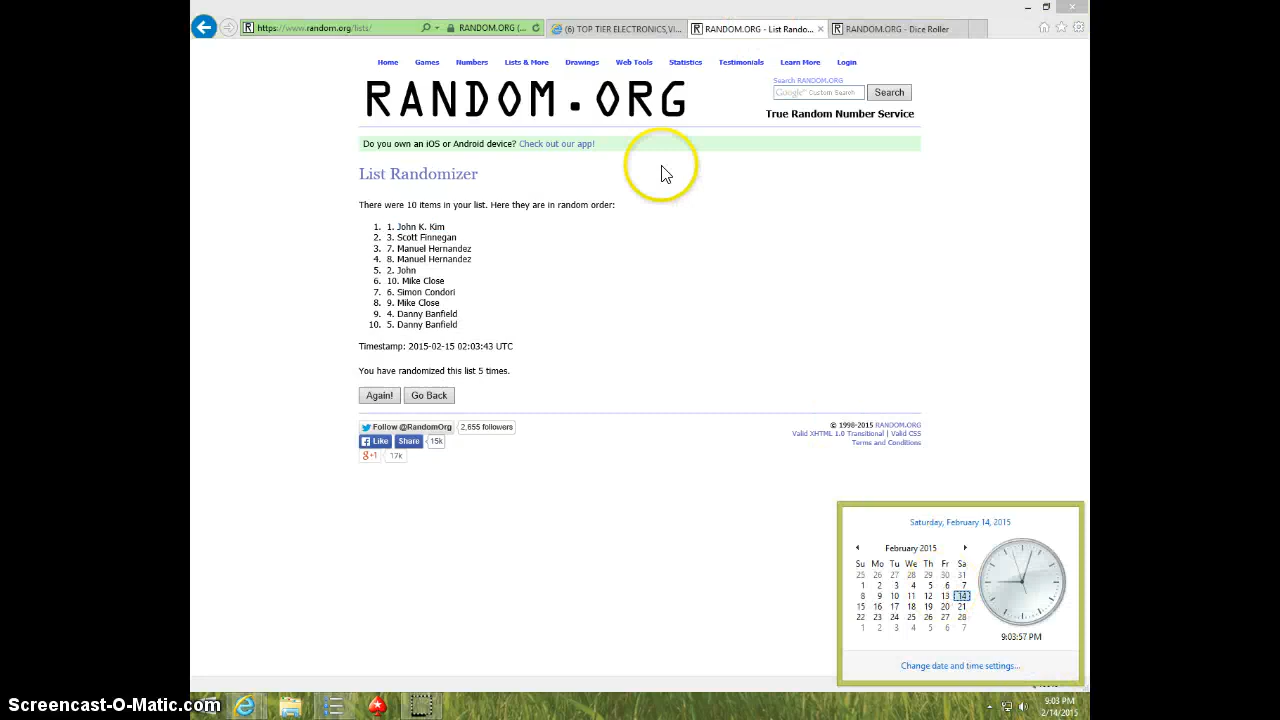 https://www.random.org/lists/
RANDOM.ORG (...
(6) TOP TIER ELECTRONICS,VI...
RANDOM.ORG - List Rando...
RANDOM.ORG - Dice Roller
Home Games Numbers Lists & More Drawings Web Tools Statistics Testimonials Learn More Login
RANDOM.ORG
Search RANDOM.ORG
Google Custom Search
Search
True Random Number Service
Do you own an iOS or Android device? Check out our app!
List Randomizer
There were 10 items in your list. Here they are in random order:
1. 1. John K. Kim
2. 3. Scott Finnegan
3. 7. Manuel Hernandez
4. 8. Manuel Hernandez
5. 2. John
6. 10. Mike Close
7. 6. Simon Condori
8. 9. Mike Close
9. 4. Danny Banfield
10. 5. Danny Banfield
Timestamp: 2015-02-15 02:03:43 UTC
You have randomized this list 5 times.
Again! Go Back
Follow @RandomOrg 2,655 followers
Like Share 15k
g+1 17k
© 1998-2015 RANDOM.ORG
Valid XHTML 1.0 Transitional | Valid CSS
Terms and Conditions
Saturday, February 14, 2015
February 2015
Su Mo Tu We Th Fr Sa
25 26 27 28 29 30 31
1 2 3 4 5 6 7
8 9 10 11 12 13 14
15 16 17 18 19 20 21
22 23 24 25 26 27 28
1 2 3 4 5 6 7
9:03:57 PM
Change date and time settings...
9:03 PM
2/14/2015
Screencast-O-Matic.com